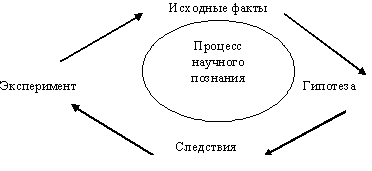 Исходные факты
Процесс
научного
познания
Эксперимент
Гипотеза
Следствия